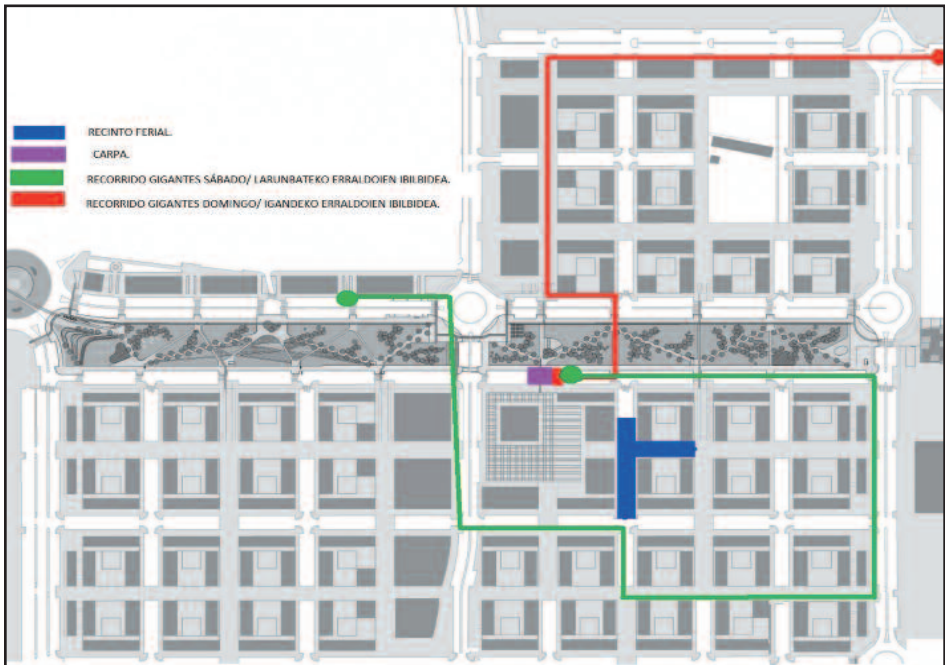 RECINTO FERIAL.
CARPA.
RECORRIDO GIGANTES SÁBADO/ LARUNBATEKO ERRALDOIEN IBILBIDEA.
RECORRIDO GIGANTES DOMINGO/ IGANDEKO ERRALDOIEN IBILBIDEA.